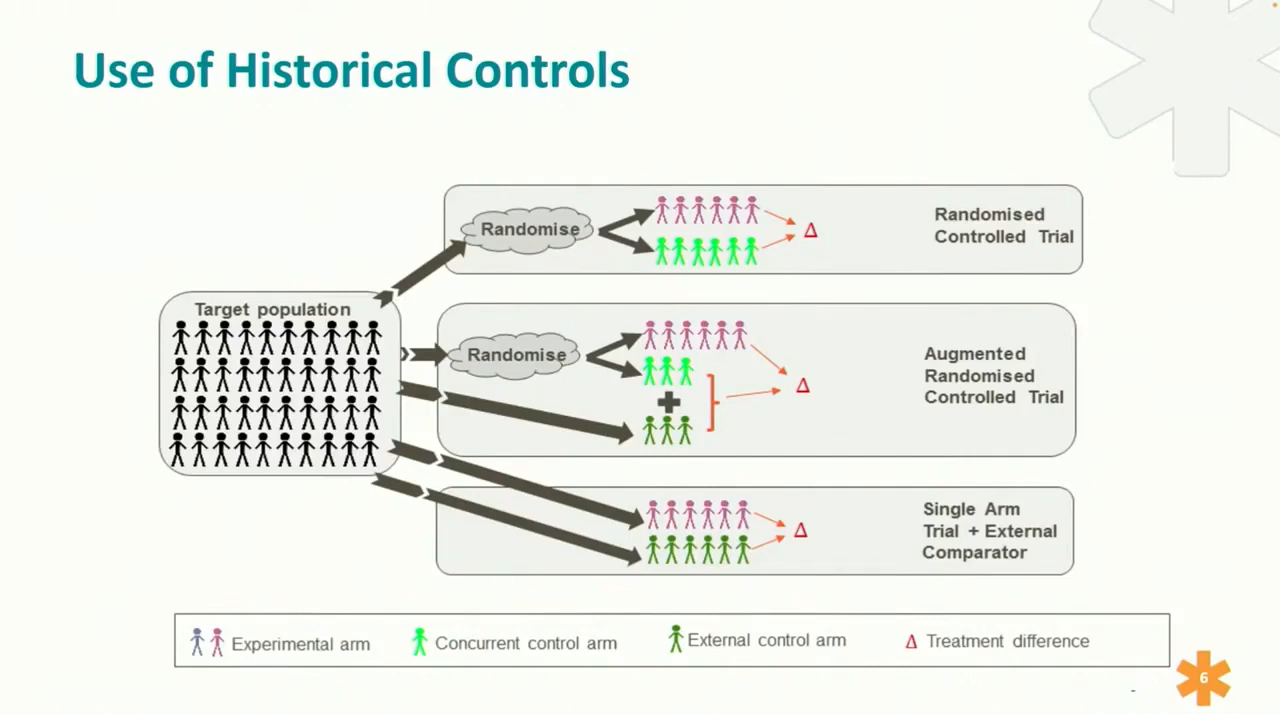 Use of Historical Controls
Randomise
Randomised
Controlled Trial
Δ
Target population
Randomise
Augmented
Randomised
Controlled Trial
Δ
Single Arm
Trial + External
Comparator
Δ
Experimental arm
Concurrent control arm
External control arm
Δ Treatment difference
6